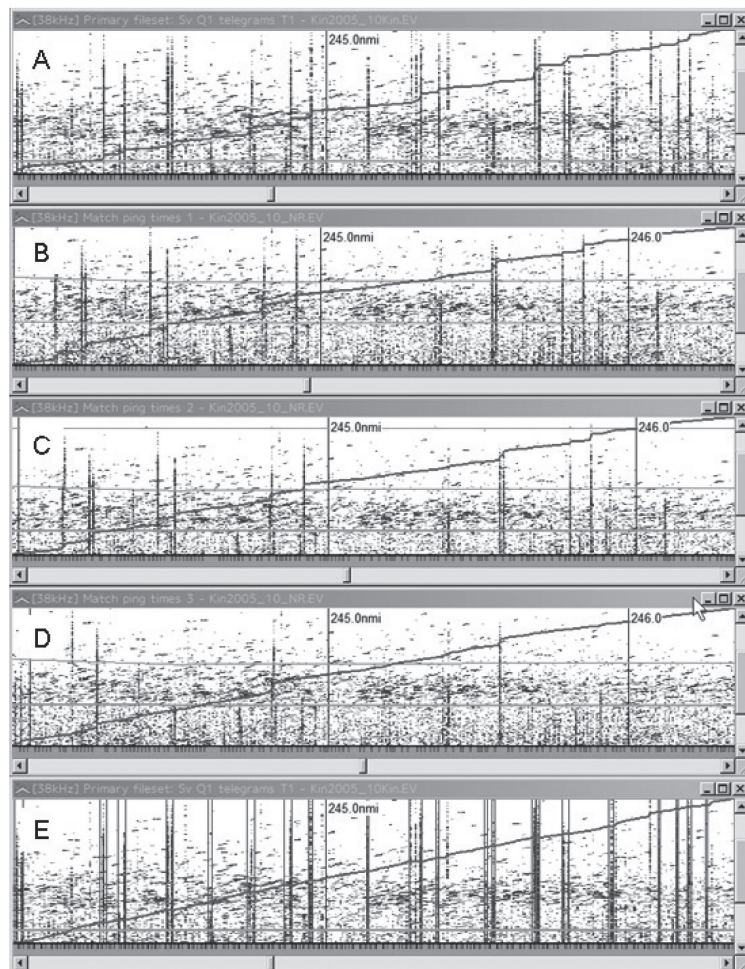 [38kHz] Primary fileset: Sv Q1 telegrams T1 - Kin2005_10Kin.EV
A
245.0nmi
[38kHz] Match ping times 1 - Kin2005_10_NR.EV
B
245.0nmi
246.0
[38kHz] Match ping times 2 - Kin2005_10_NR.EV
C
245.0nmi
246.0
[38kHz] Match ping times 3 - Kin2005_10_NR.EV
D
245.0nmi
246.0
[38kHz] Primary fileset: Sv Q1 telegrams T1 - Kin2005_10Kin.EV
E
245.0nmi